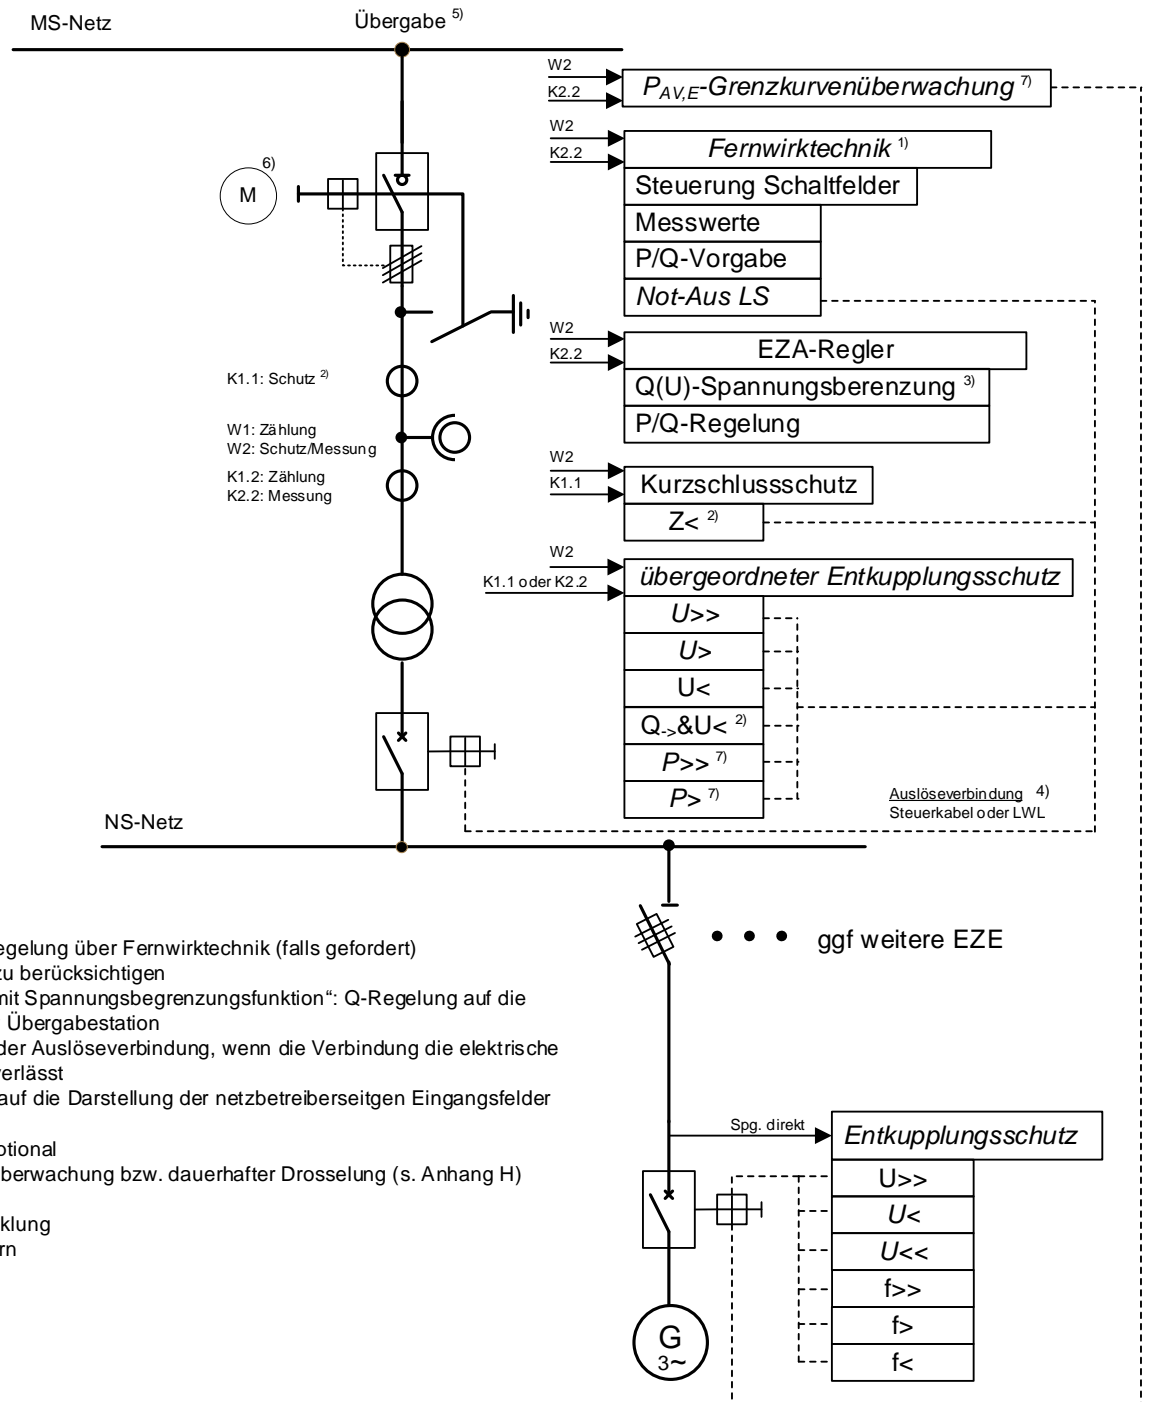 MS-Netz
Übergabe 5)
W2
K2.2
P_AV,E-Grenzkurvenüberwachung 7)
W2
K2.2
Fernwirktechnik 1)
Steuerung Schaltfelder
Messwerte
P/Q-Vorgabe
Not-Aus LS
6)
M
W2
K2.2
EZA-Regler
Q(U)-Spannungsberenzung 3)
P/Q-Regelung
K1.1: Schutz 2)
W1: Zählung
W2: Schutz/Messung
K1.2: Zählung
K2.2: Messung
W2
K1.1
Kurzschlussschutz
Z< 2)
W2
K1.1 oder K2.2
übergeordneter Entkupplungsschutz
U>>
U>
U<
Q->&U< 2)
P>> 7)
P> 7)
Auslöseverbindung 4)
Steuerkabel oder LWL
NS-Netz
ggf weitere EZE
egelung über Fernwirktechnik (falls gefordert)
zu berücksichtigen
nit Spannungsbegrenzungsfunktion“: Q-Regelung auf die
Übergabestation
der Auslöseverbindung, wenn die Verbindung die elektrische
verlässt
auf die Darstellung der netzbetreiberseitgen Eingangsfelder
otional
berwachung bzw. dauerhafter Drosselung (s. Anhang H)
klung
rn
Spg. direkt
Entkupplungsschutz
U>>
U<
U<<
f>>
f>
f<
G
3~